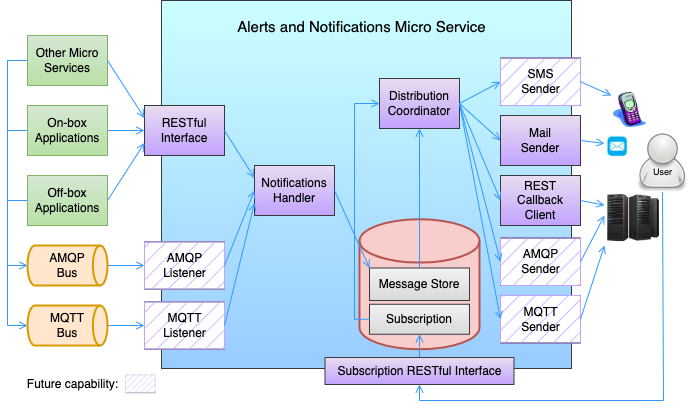 Alerts and Notifications Micro Service
Other Micro
Services
On-box
Applications
Off-box
Applications
AMQP
Bus
MQTT
Bus
RESTful
Interface
AMQP
Listener
MQTT
Listener
Notifications
Handler
Distribution
Coordinator
Message Store
Subscription
SMS
Sender
Mail
Sender
REST
Callback
Client
AMQP
Sender
MQTT
Sender
User
Subscription RESTful Interface
Future capability: